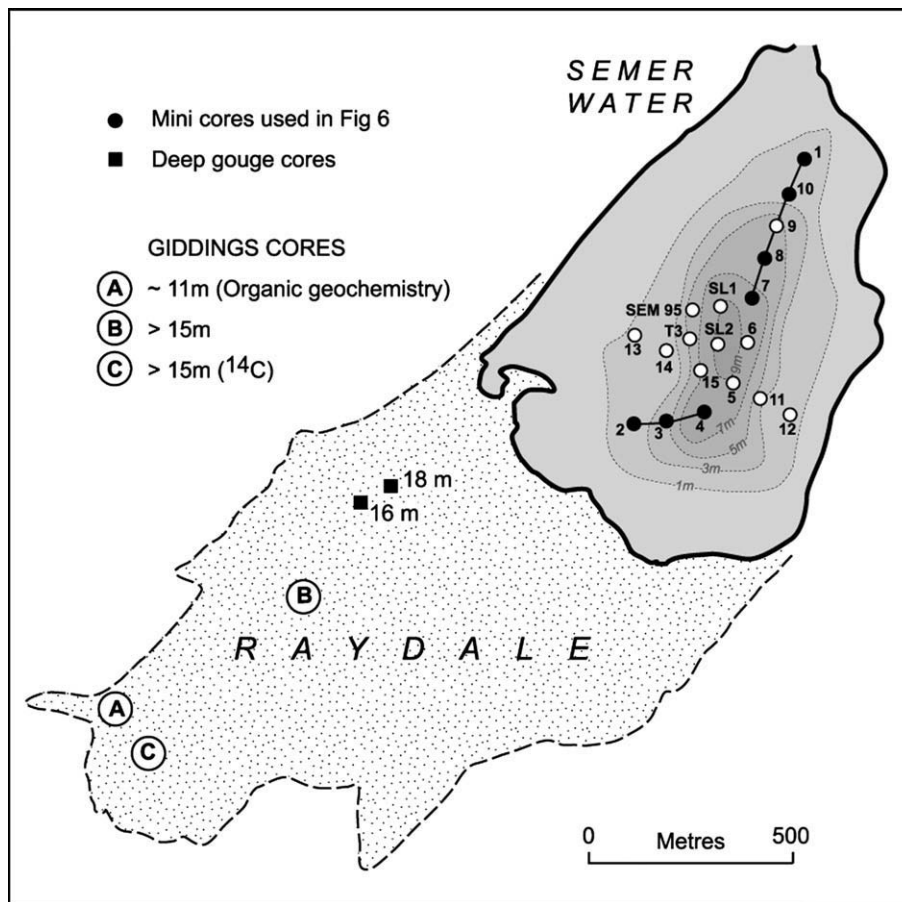 SEMER
WATER
Mini cores used in Fig 6
Deep gouge cores
GIDDINGS CORES
A ~ 11m (Organic geochemistry)
B > 15m
C > 15m (14C)
1
10
9
8
7
SL1
SEM 95
T3
SL2
6
13
14
9m
15
5
11
12
2
3
4
7m
5m
3m
1m
18 m
16 m
B
RAYDALE
A
C
0 Metres 500